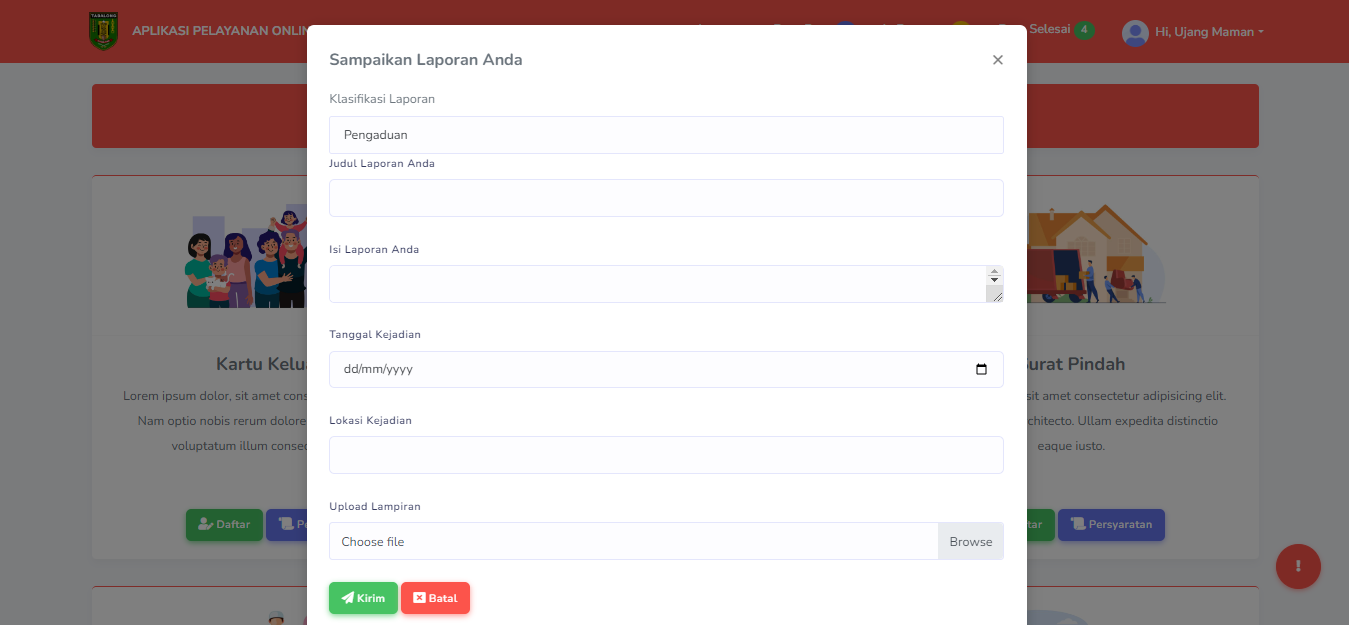 TABALONG
APLIKASI PELAYANAN ONLIN
Selesai 4
Hi, Ujang Maman
Sampaikan Laporan Anda
×
Klasifikasi Laporan
Pengaduan
Judul Laporan Anda
Isi Laporan Anda
Tanggal Kejadian
dd/mm/yyyy
Lokasi Kejadian
Upload Lampiran
Choose file
Browse
Kirim
Batal
Kartu Kelu
Lorem ipsum dolor, sit amet cons
Nam optio nobis rerum dolore
voluptatum illum conse
Daftar
urat Pindah
sit amet consectetur adipisicing elit.
chitecto. Ullam expedita distinctio
eaque iusto.
tar
Persyaratan
!